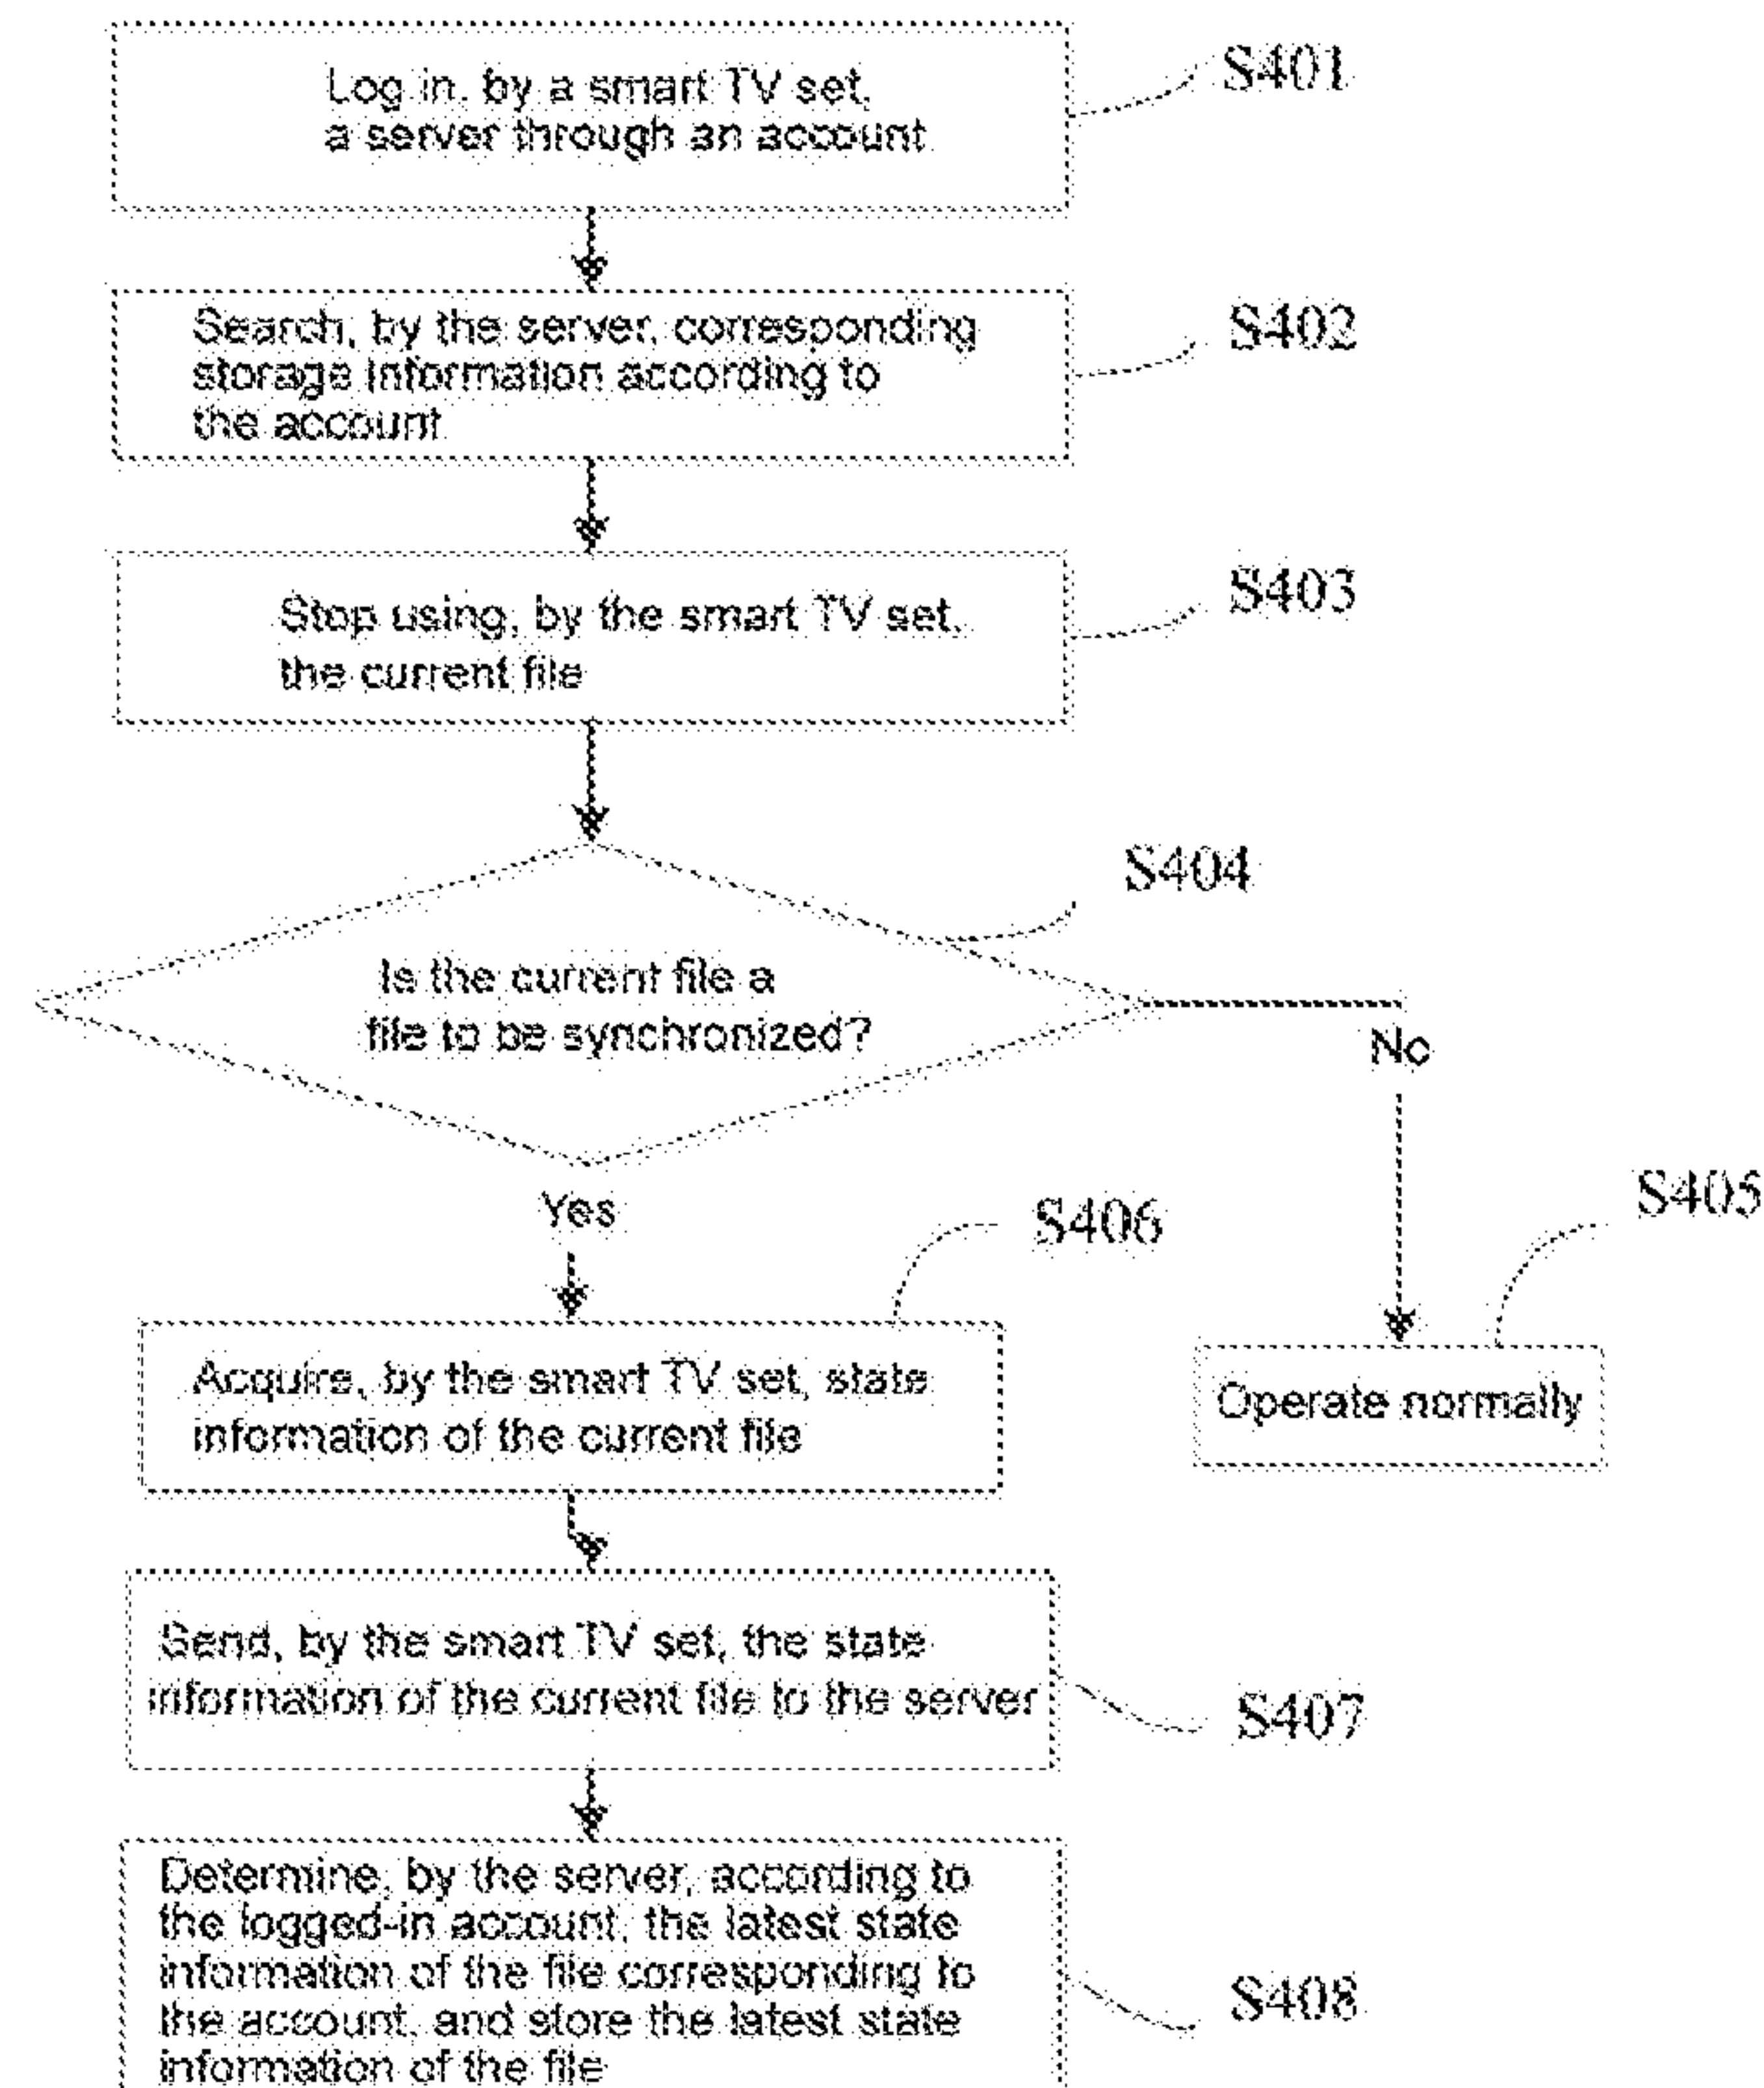 Log in, by a smart TV set,
a server through an account
S401
Search, by the server, corresponding
storage information according to
the account
S402
Stop using, by the smart TV set,
the current file
S403
S404
Is the current file a
file to be synchronized?
No
Yes
S406
S405
Acquire, by the smart TV set, state
information of the current file
Operate normally
Send, by the smart TV set, the state
information of the current file to the server
S407
Determine, by the server, according to
the logged-in account, the latest state
information of the file corresponding to
the account, and store the latest state
information of the file
S408